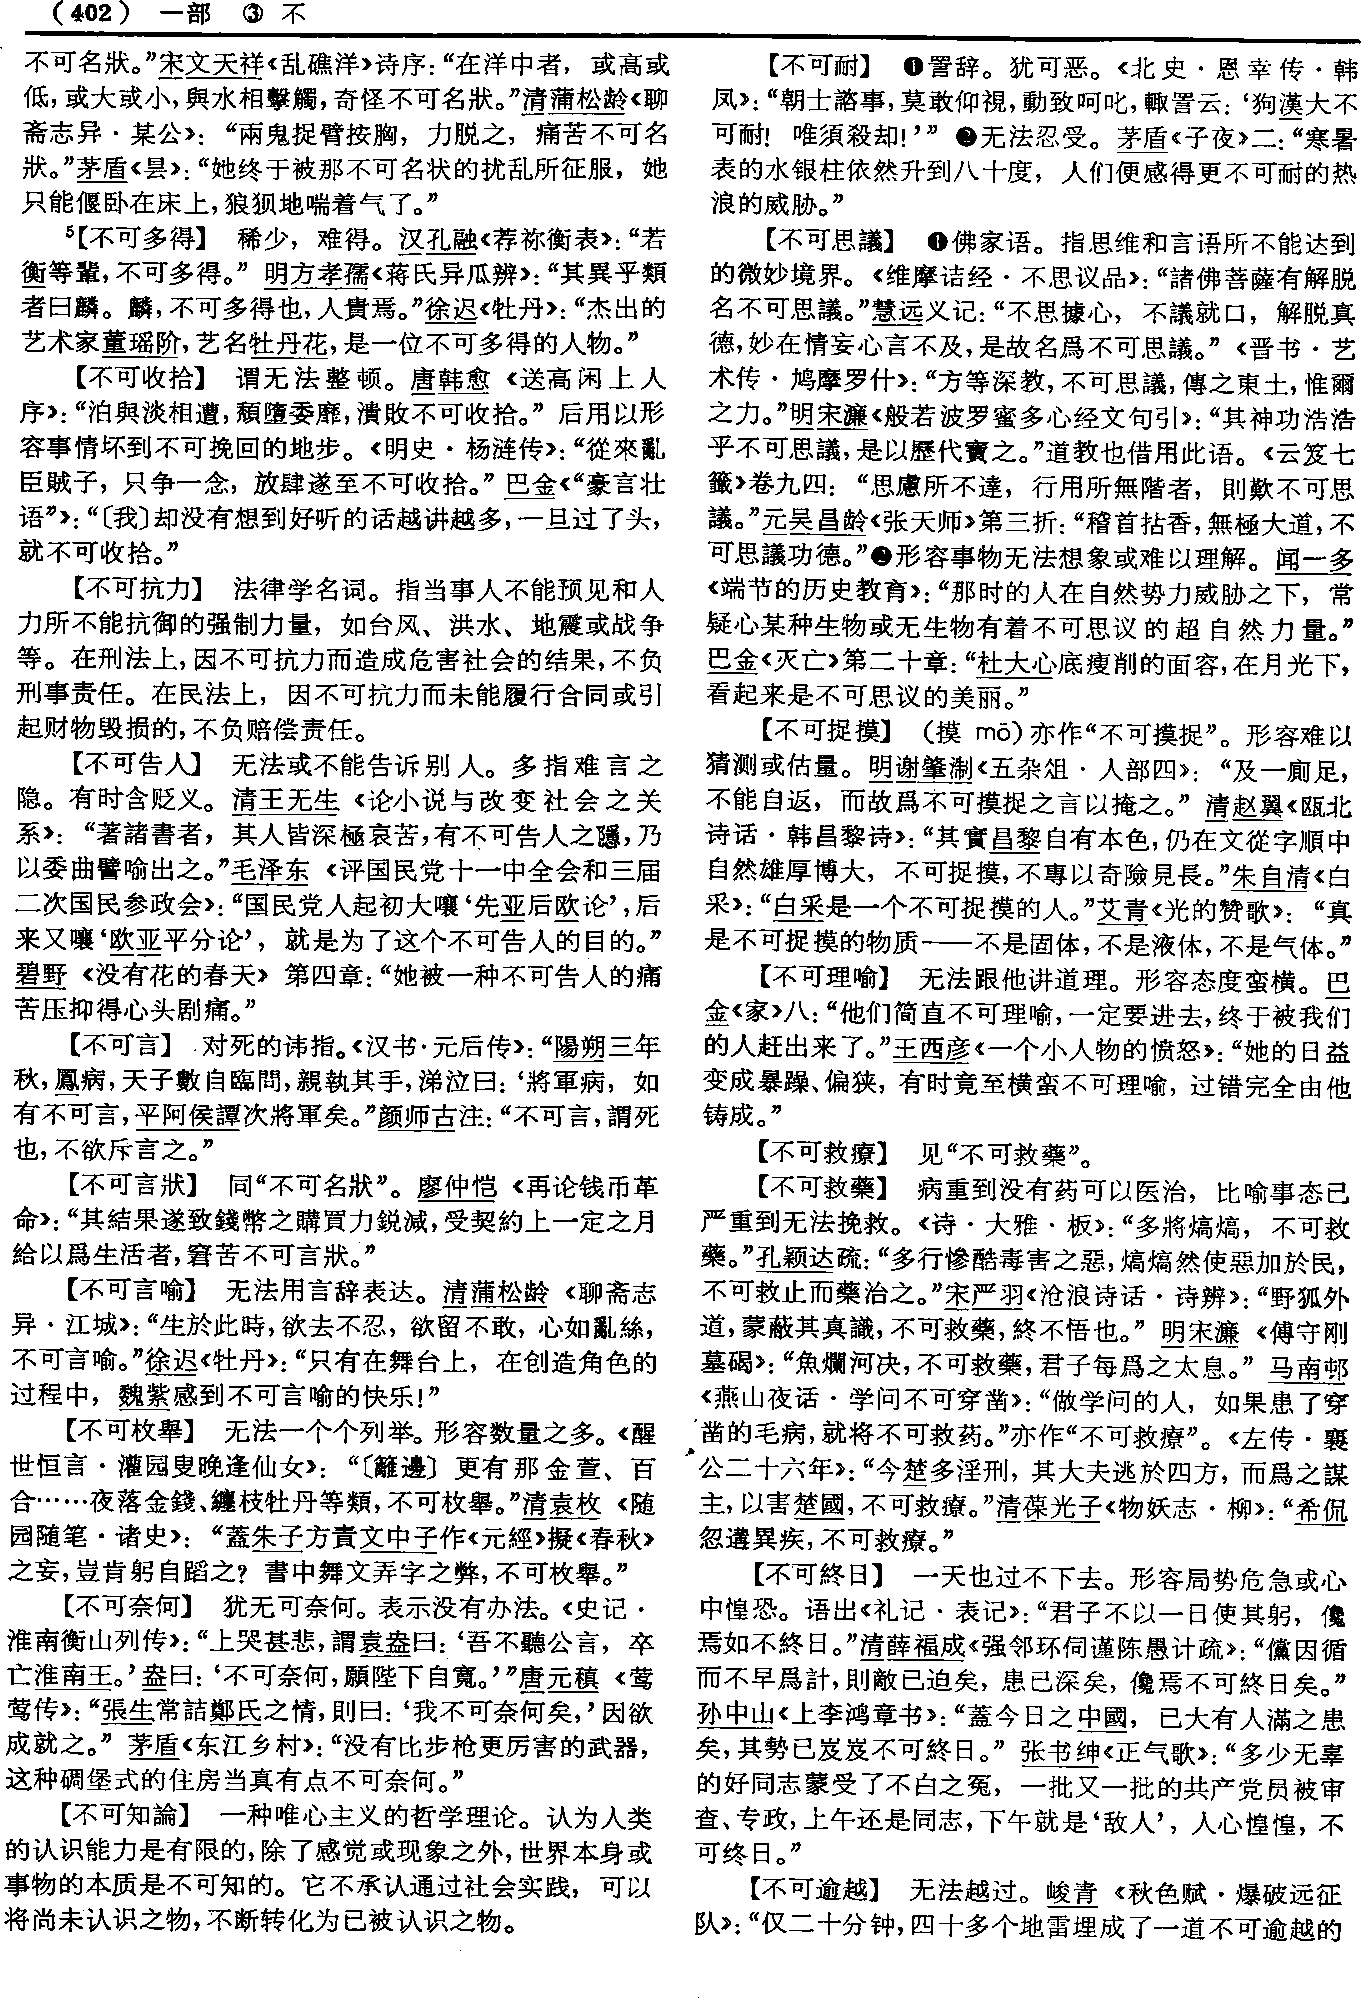 （402） 一部 ③ 不
不可名狀。”宋文天祥《乱礁洋》诗序：“在洋中者，或高或
低，或大或小，與水相擊觸，奇怪不可名狀。”清蒲松龄《聊
斋志异·某公》：“兩鬼捉臂按胸，力脱之，痛苦不可名
狀。”茅盾《昙》：“她终于被那不可名状的扰乱所征服，她
只能偃卧在床上，狼狈地喘着气了。”
⁵【不可多得】 稀少，难得。汉孔融《荐祢衡表》：“若
衡等輩，不可多得。”明方孝孺《蒋氏异瓜辨》：“其異乎類
者曰麟。麟，不可多得也，人貴焉。”徐迟《牡丹》：“杰出的
艺术家董瑶阶，艺名牡丹花，是一位不可多得的人物。”
【不可收拾】 谓无法整顿。唐韩愈《送高闲上人
序》：“泊與淡相遭，頹墮委靡，潰敗不可收拾。”后用以形
容事情坏到不可挽回的地步。《明史·杨涟传》：“從來亂
臣賊子，只争一念，放肆遂至不可收拾。”巴金《“豪言壮
语”》：“〔我〕却没有想到好听的话越讲越多，一旦过了头，
就不可收拾。”
【不可抗力】 法律学名词。指当事人不能预见和人
力所不能抗御的强制力量，如台风、洪水、地震或战争
等。在刑法上，因不可抗力而造成危害社会的结果，不负
刑事责任。在民法上，因不可抗力而未能履行合同或引
起财物毁损的，不负赔偿责任。
【不可告人】 无法或不能告诉别人。多指难言之
隐。有时含贬义。清王无生《论小说与改变社会之关
系》：“著諸書者，其人皆深極哀苦，有不可告人之隱，乃
以委曲譬喻出之。”毛泽东《评国民党十一中全会和三届
二次国民参政会》：“国民党人起初大嚷‘先亚后欧论’，后
来又嚷‘欧亚平分论’，就是为了这个不可告人的目的。”
碧野《没有花的春天》第四章：“她被一种不可告人的痛
苦压抑得心头剧痛。”
【不可言】 对死的讳指。《汉书·元后传》：“陽朔三年
秋，鳳病，天子數自臨問，親執其手，涕泣曰：‘將軍病，如
有不可言，平阿侯譚次將軍矣。”颜师古注：“不可言，謂死
也，不欲斥言之。”
【不可言狀】 同“不可名狀”。廖仲恺《再论钱币革
命》：“其結果遂致錢幣之購買力鋭減，受契約上一定之月
給以爲生活者，窘苦不可言狀。”
【不可言喻】 无法用言辞表达。清蒲松龄《聊斋志
异·江城》：“生於此時，欲去不忍，欲留不敢，心如亂絲，
不可言喻。”徐迟《牡丹》：“只有在舞台上，在创造角色的
过程中，魏紫感到不可言喻的快乐！”
【不可枚舉】 无法一个个列举。形容数量之多。《醒
世恒言·灌园叟晚逢仙女》：“〔籬邊〕更有那金萱、百
合……夜落金錢、纏枝牡丹等類，不可枚舉。”清袁枚《随
园随笔·诸史》：“蓋朱子方責文中子作《元經》擬《春秋》
之妄，豈肯躬自蹈之？書中舞文弄字之弊，不可枚舉。”
【不可奈何】 犹无可奈何。表示没有办法。《史记·
淮南衡山列传》：“上哭甚悲，謂袁盎曰：‘吾不聽公言，卒
亡淮南王。’盎曰：‘不可奈何，願陛下自寬。’”唐元稹《莺
莺传》：“張生常詰鄭氏之情，則曰：‘我不可奈何矣，’因欲
成就之。”茅盾《东江乡村》：“没有比步枪更厉害的武器，
这种碉堡式的住房当真有点不可奈何。”
【不可知論】 一种唯心主义的哲学理论。认为人类
的认识能力是有限的，除了感觉或现象之外，世界本身或
事物的本质是不可知的。它不承认通过社会实践，可以
将尚未认识之物，不断转化为已被认识之物。
【不可耐】 ❶詈辞。犹可恶。《北史·恩幸传·韩
凤》：“朝士諮事，莫敢仰視，動致呵叱，輙詈云：‘狗漢大不
可耐！唯須殺却！’” ❷无法忍受。茅盾《子夜》二：“寒暑
表的水银柱依然升到八十度，人们便感得更不可耐的热
浪的威胁。”
【不可思議】 ❶佛家语。指思维和言语所不能达到
的微妙境界。《维摩诘经·不思议品》：“諸佛菩薩有解脱
名不可思議。”慧远义记：“不思據心，不議就口，解脱真
德，妙在情妄心言不及，是故名爲不可思議。”《晋书·艺
术传·鸠摩罗什》：“方等深教，不可思議，傳之東土，惟爾
之力。”明宋濂《般若波罗蜜多心经文句引》：“其神功浩浩
乎不可思議，是以歷代寶之。”道教也借用此语。《云笈七
籤》卷九四：“思慮所不達，行用所無階者，則歎不可思
議。”元吴昌龄《张天师》第三折：“稽首拈香，無極大道，不
可思議功德。”❷形容事物无法想象或难以理解。闻一多
《端节的历史教育》：“那时的人在自然势力威胁之下，常
疑心某种生物或无生物有着不可思议的超自然力量。”
巴金《灭亡》第二十章：“杜大心底瘦削的面容，在月光下，
看起来是不可思议的美丽。”
【不可捉摸】 （摸 mō）亦作“不可摸捉”。形容难以
猜测或估量。明谢肇淛《五杂俎·人部四》：“及一廁足，
不能自返，而故爲不可摸捉之言以掩之。”清赵翼《瓯北
诗话·韩昌黎诗》：“其實昌黎自有本色，仍在文從字順中
自然雄厚博大，不可捉摸，不專以奇險見長。”朱自清《白
采》：“白采是一个不可捉摸的人。”艾青《光的赞歌》：“真
是不可捉摸的物质——不是固体，不是液体，不是气体。”
【不可理喻】 无法跟他讲道理。形容态度蛮横。巴
金《家》八：“他们简直不可理喻，一定要进去，终于被我们
的人赶出来了。”王西彦《一个小人物的愤怒》：“她的日益
变成暴躁、偏狭，有时竟至横蛮不可理喻，过错完全由他
铸成。”
【不可救療】 见“不可救藥”。
【不可救藥】 病重到没有药可以医治，比喻事态已
严重到无法挽救。《诗·大雅·板》：“多將熇熇，不可救
藥。”孔颖达疏：“多行慘酷毒害之惡，熇熇然使惡加於民，
不可救止而藥治之。”宋严羽《沧浪诗话·诗辨》：“野狐外
道，蒙蔽其真識，不可救藥，終不悟也。”明宋濂《傅守刚
墓碣》：“魚爛河决，不可救藥，君子每爲之太息。”马南邨
《燕山夜话·学问不可穿凿》：“做学问的人，如果患了穿
凿的毛病，就将不可救药。”亦作“不可救療”。《左传·襄
公二十六年》：“今楚多淫刑，其大夫逃於四方，而爲之謀
主，以害楚國，不可救療。”清葆光子《物妖志·柳》：“希侃
忽遘異疾，不可救療。”
【不可終日】 一天也过不下去。形容局势危急或心
中惶恐。语出《礼记·表记》：“君子不以一日使其躬，儳
焉如不終日。”清薛福成《强邻环伺谨陈愚计疏》：“儻因循
而不早爲計，則敵已迫矣，患已深矣，儳焉不可終日矣。”
孙中山《上李鸿章书》：“蓋今日之中國，已大有人滿之患
矣，其勢已岌岌不可終日。”张书绅《正气歌》：“多少无辜
的好同志蒙受了不白之冤，一批又一批的共产党员被审
查、专政，上午还是同志，下午就是‘敌人’，人心惶惶，不
可终日。”
【不可逾越】 无法越过。峻青《秋色赋·爆破远征
队》：“仅二十分钟，四十多个地雷埋成了一道不可逾越的